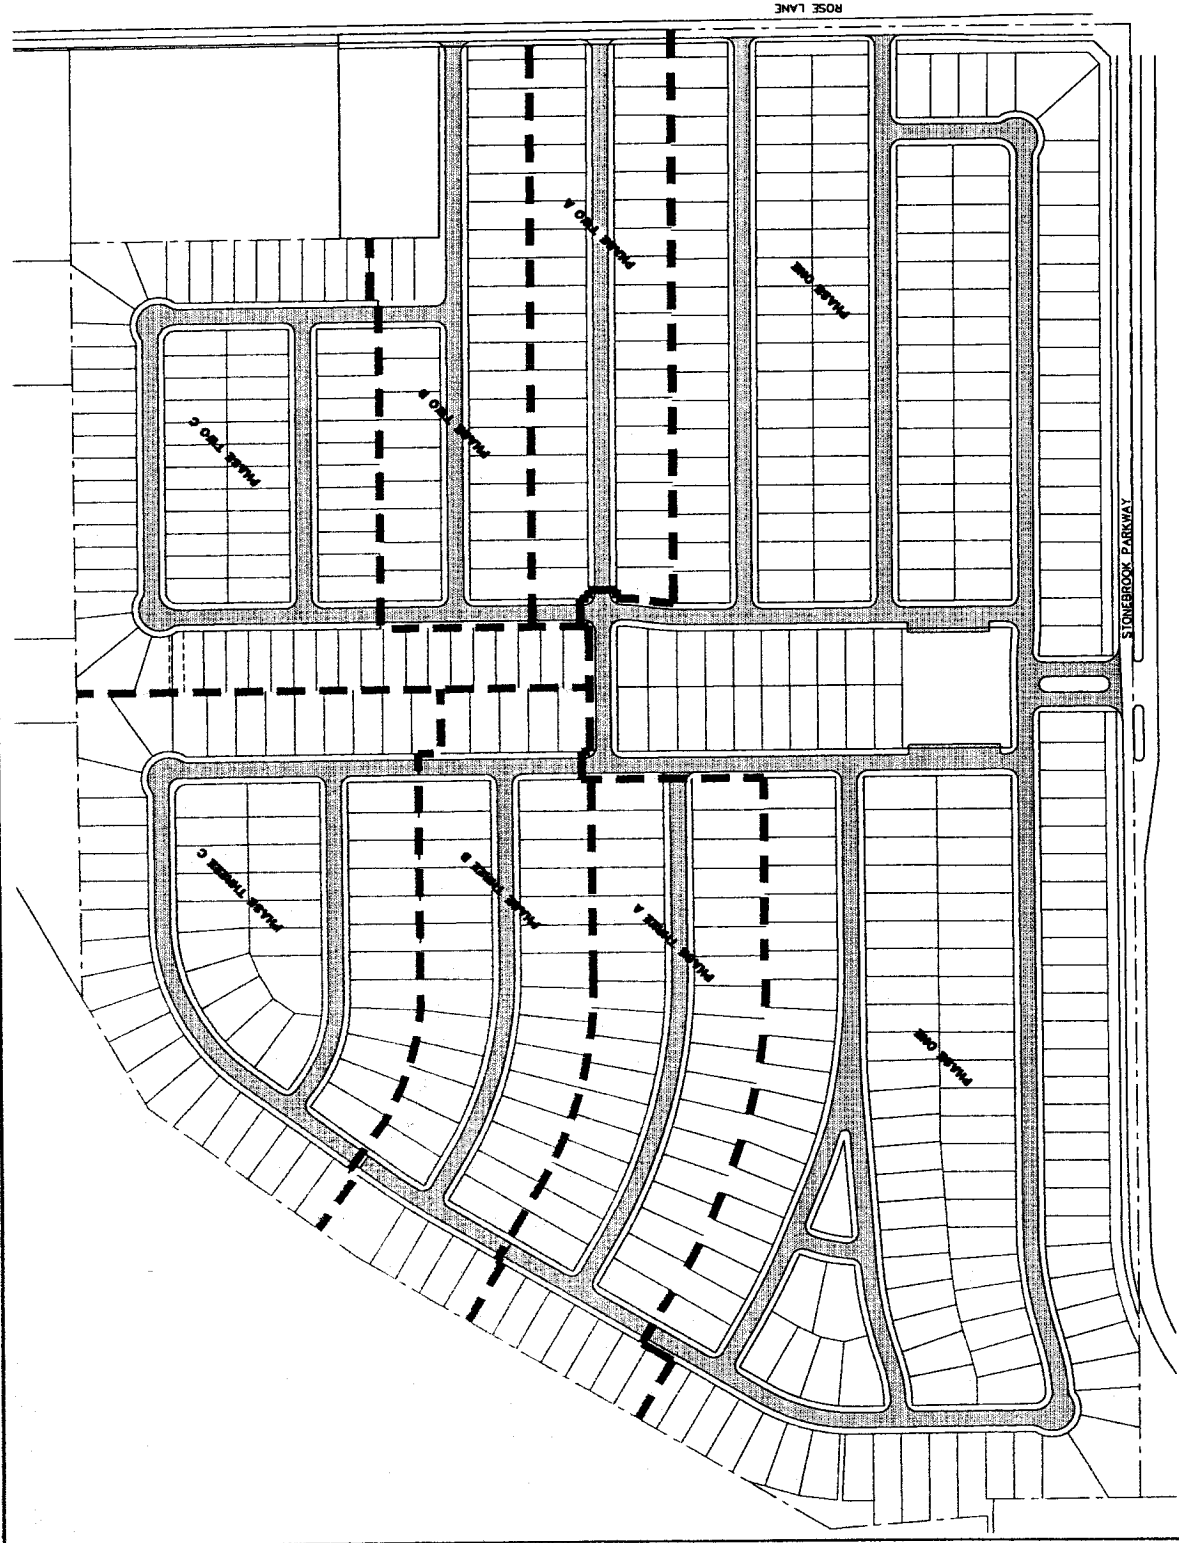 ROSE LANE
PHASE TWO A
PHASE ONE
PHASE TWO B
PHASE TWO C
STONEBROOK PARKWAY
PHASE THREE C
PHASE THREE B
PHASE THREE A
PHASE ONE